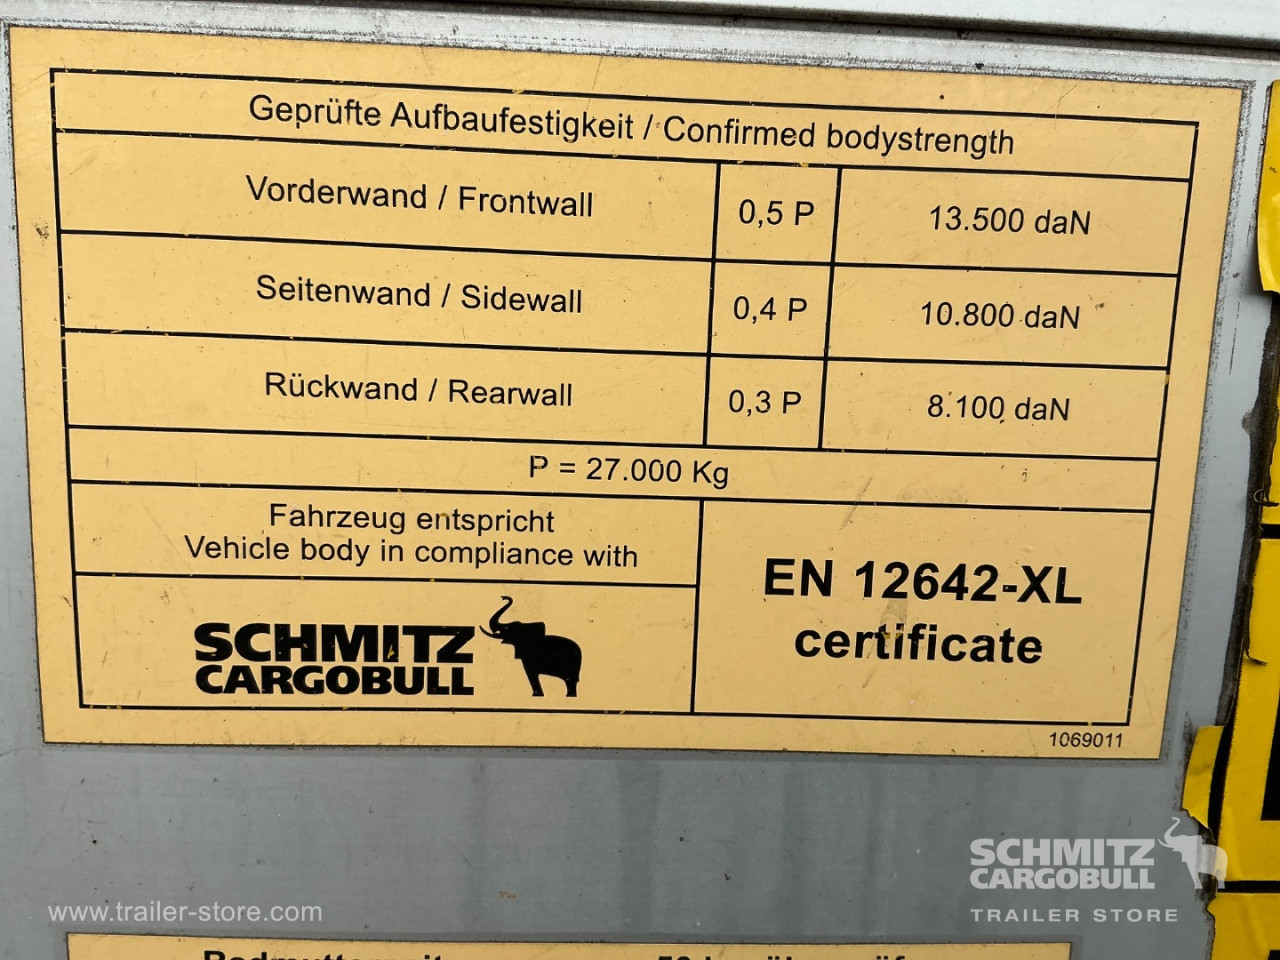 Geprüfte Aufbaufestigkeit / Confirmed bodystrength
Vorderwand / Frontwall 0,5 P 13.500 daN
Seitenwand / Sidewall 0,4 P 10.800 daN
Rückwand / Rearwall 0,3 P 8.100 daN
P = 27.000 Kg
Fahrzeug entspricht
Vehicle body in compliance with
EN 12642-XL
certificate
SCHMITZ
CARGOBULL
1069011
SCHMITZ
CARGOBULL
TRAILER STORE
www.trailer-store.com